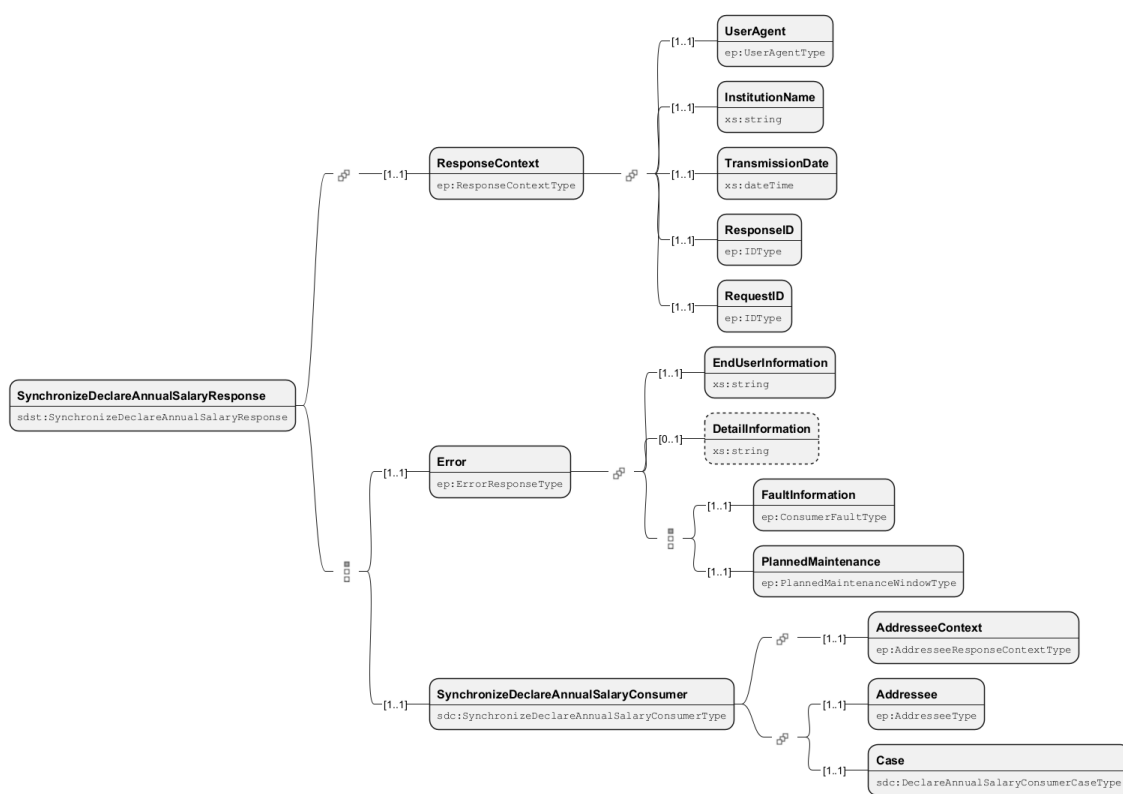 [1..1]
UserAgent
ep:UserAgentType
[1..1]
InstitutionName
xs:string
[1..1]
ResponseContext
ep:ResponseContextType
[1..1]
TransmissionDate
xs:dateTime
[1..1]
ResponseID
ep:IDType
[1..1]
RequestID
ep:IDType
SynchronizeDeclareAnnualSalaryResponse
sdst:SynchronizeDeclareAnnualSalaryResponse
[1..1]
EndUserInformation
xs:string
[0..1]
DetailInformation
xs:string
[1..1]
Error
ep:ErrorResponseType
[1..1]
FaultInformation
ep:ConsumerFaultType
[1..1]
PlannedMaintenance
ep:PlannedMaintenanceWindowType
[1..1]
SynchronizeDeclareAnnualSalaryConsumer
sdc:SynchronizeDeclareAnnualSalaryConsumerType
[1..1]
AddresseeContext
ep:AddresseeResponseContextType
[1..1]
Addressee
ep:AddresseeType
[1..1]
Case
sdc:DeclareAnnualSalaryConsumerCaseType